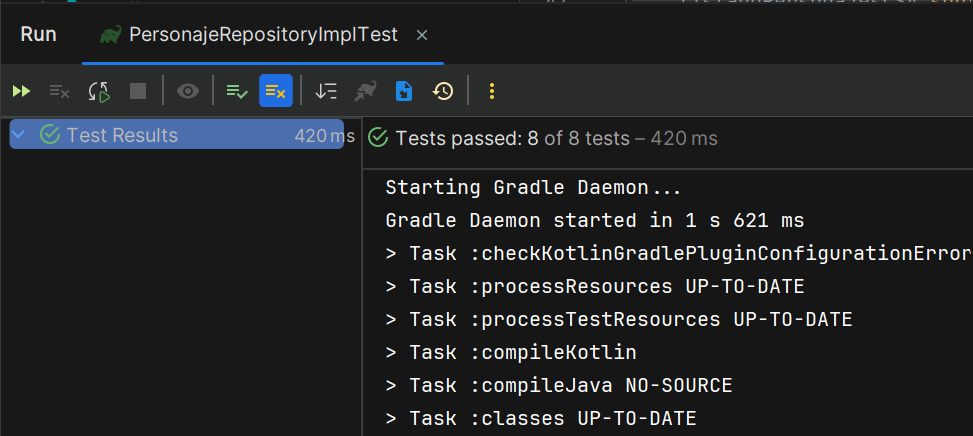 Run PersonajeRepositoryImplTest
Test Results 420 ms
Tests passed: 8 of 8 tests – 420 ms
Starting Gradle Daemon...
Gradle Daemon started in 1 s 621 ms
> Task :checkKotlinGradlePluginConfigurationError
> Task :processResources UP-TO-DATE
> Task :processTestResources UP-TO-DATE
> Task :compileKotlin
> Task :compileJava NO-SOURCE
> Task :classes UP-TO-DATE